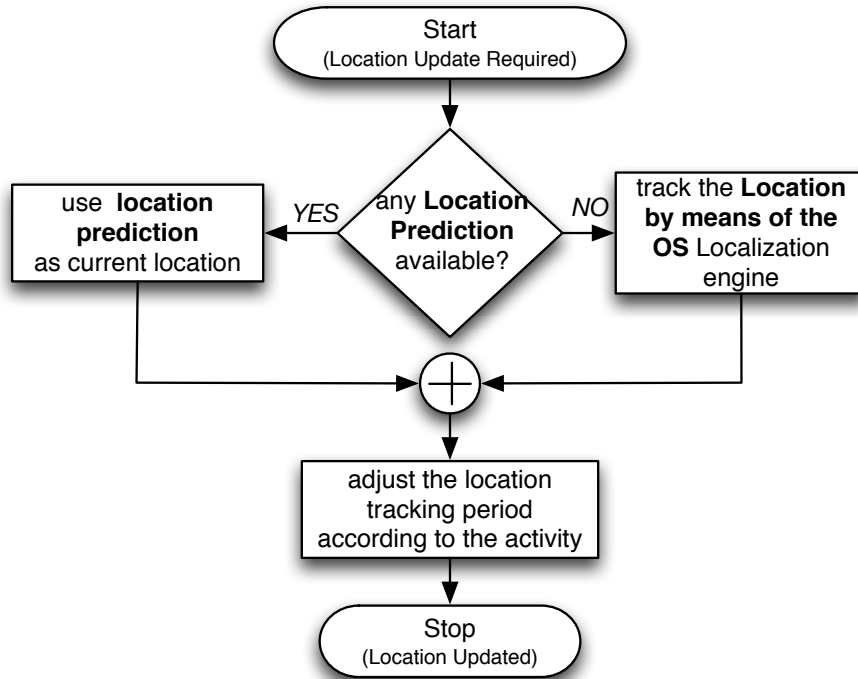 Start
(Location Update Required)
any Location
Prediction
available?
YES
NO
use location
prediction
as current location
track the Location
by means of the
OS Localization
engine
adjust the location
tracking period
according to the activity
Stop
(Location Updated)